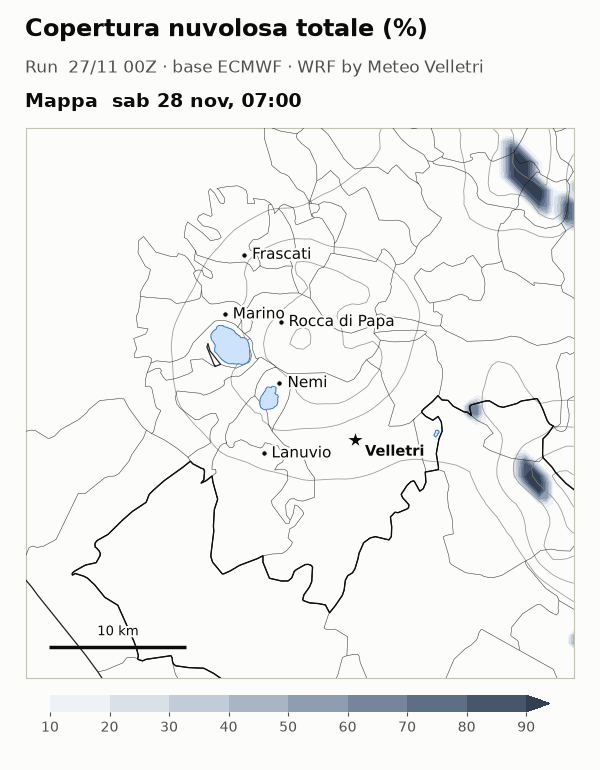 Copertura nuvolosa totale (%)
Run 27/11 00Z · base ECMWF · WRF by Meteo Velletri
Mappa sab 28 nov, 07:00
Frascati
Marino
Rocca di Papa
Nemi
Velletri
Lanuvio
10 km
10 20 30 40 50 60 70 80 90